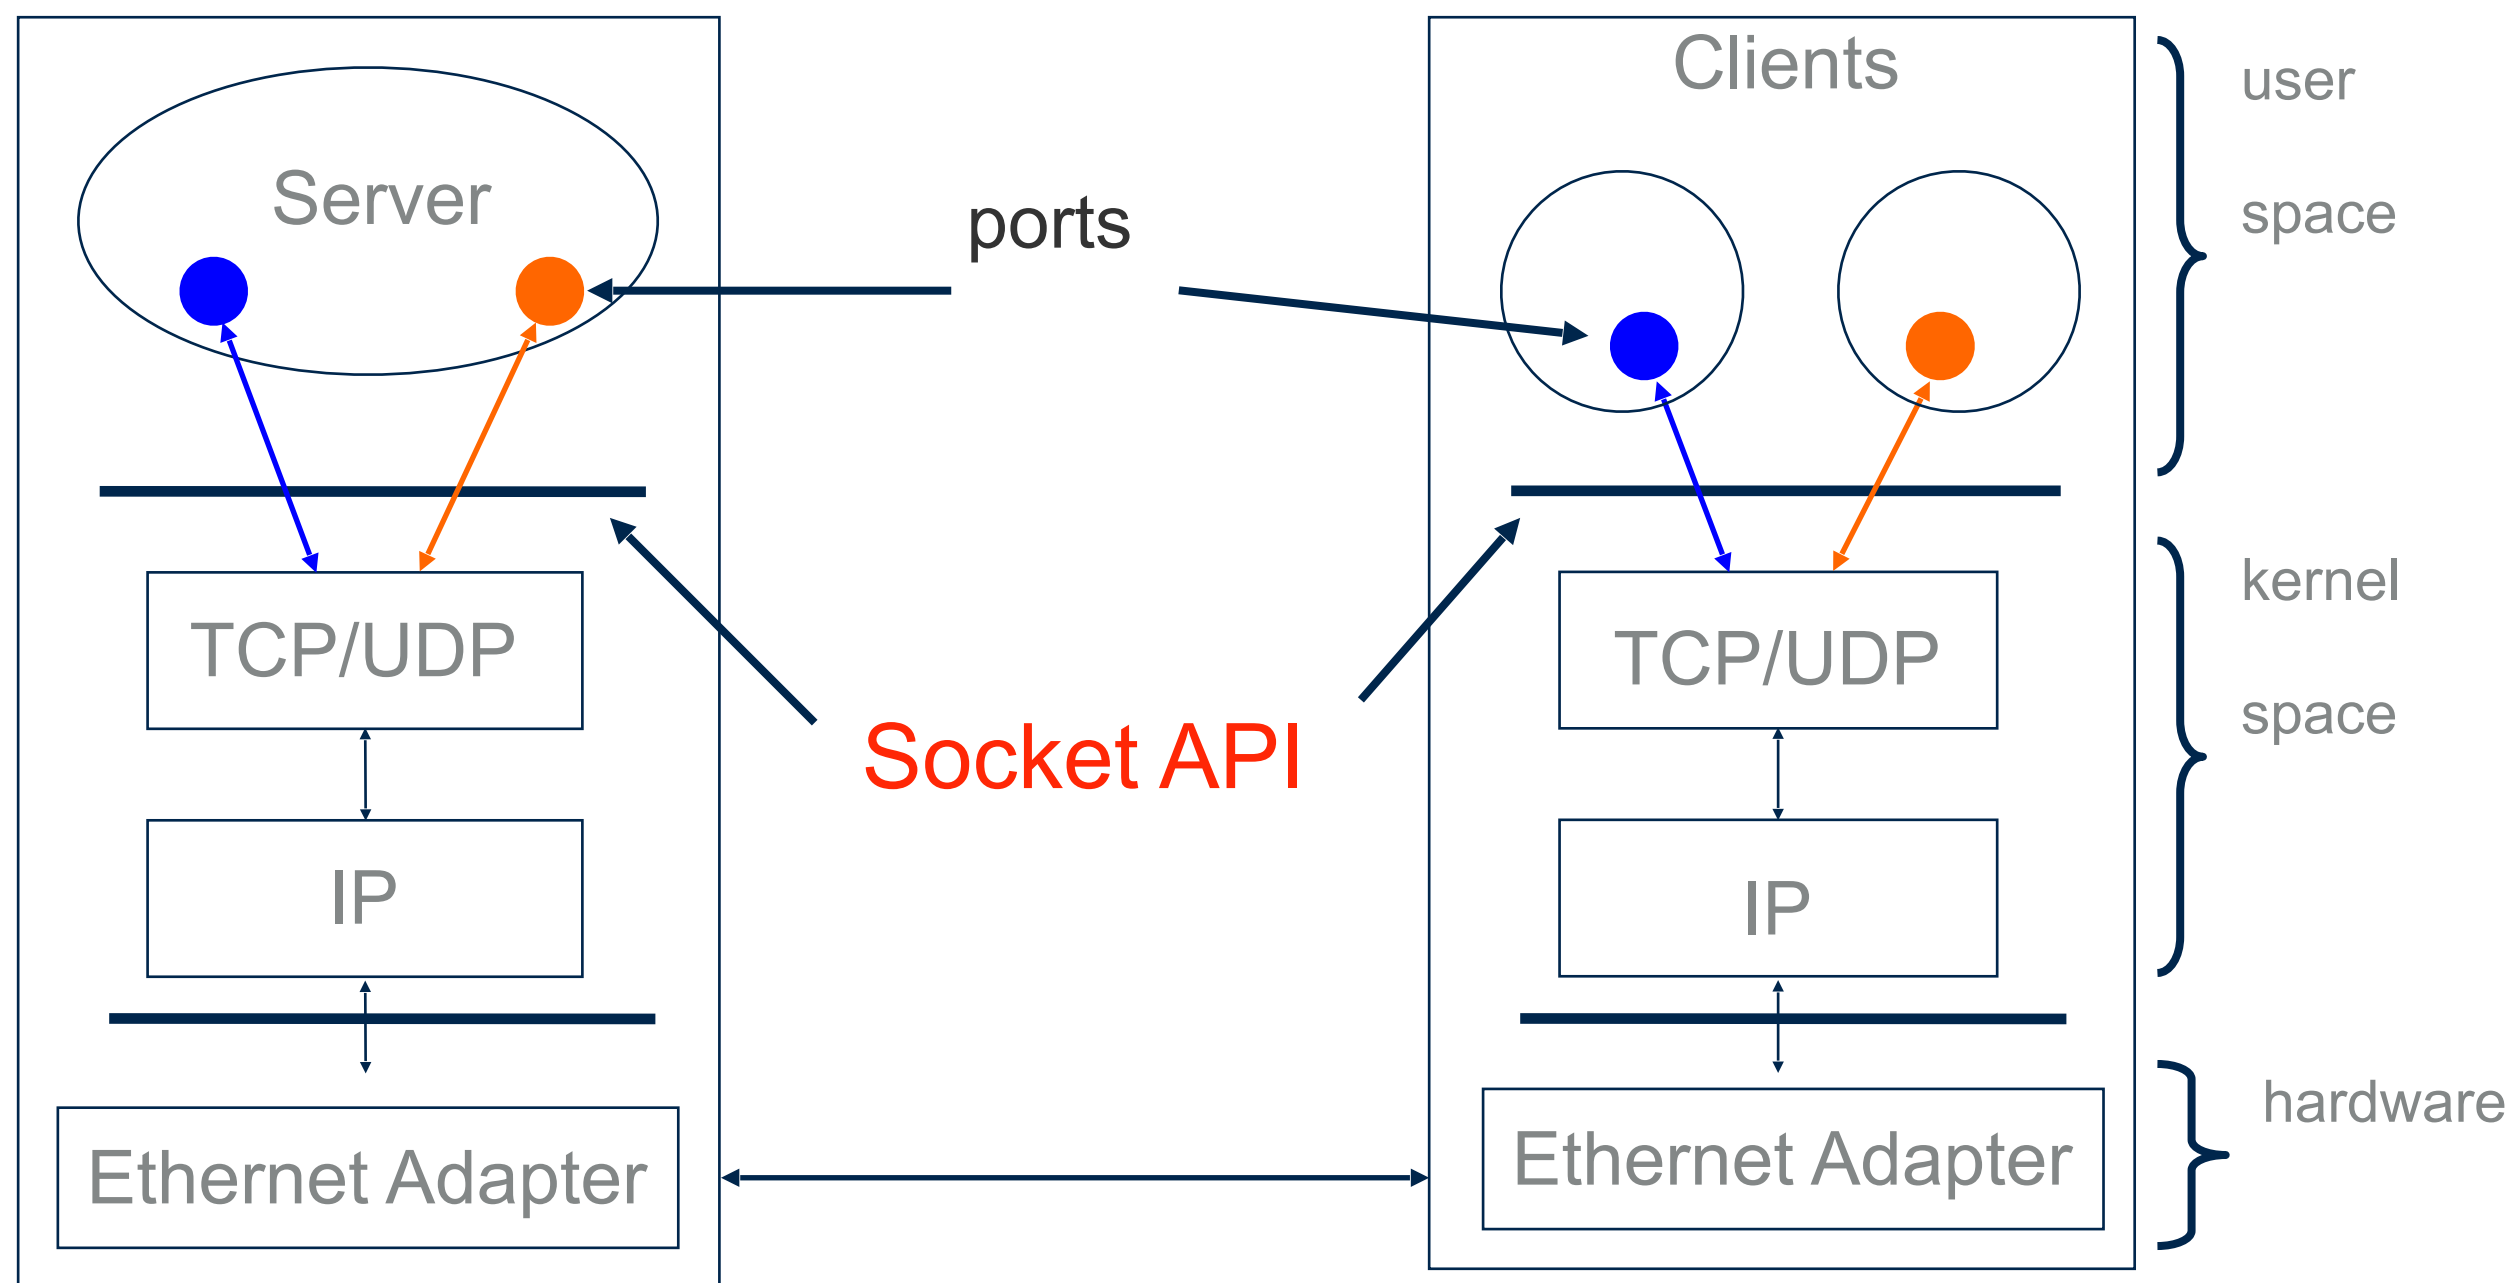 Clients
user
space
Server
ports
kernel
space
TCP/UDP
TCP/UDP
Socket API
IP
IP
hardware
Ethernet Adapter
Ethernet Adapter